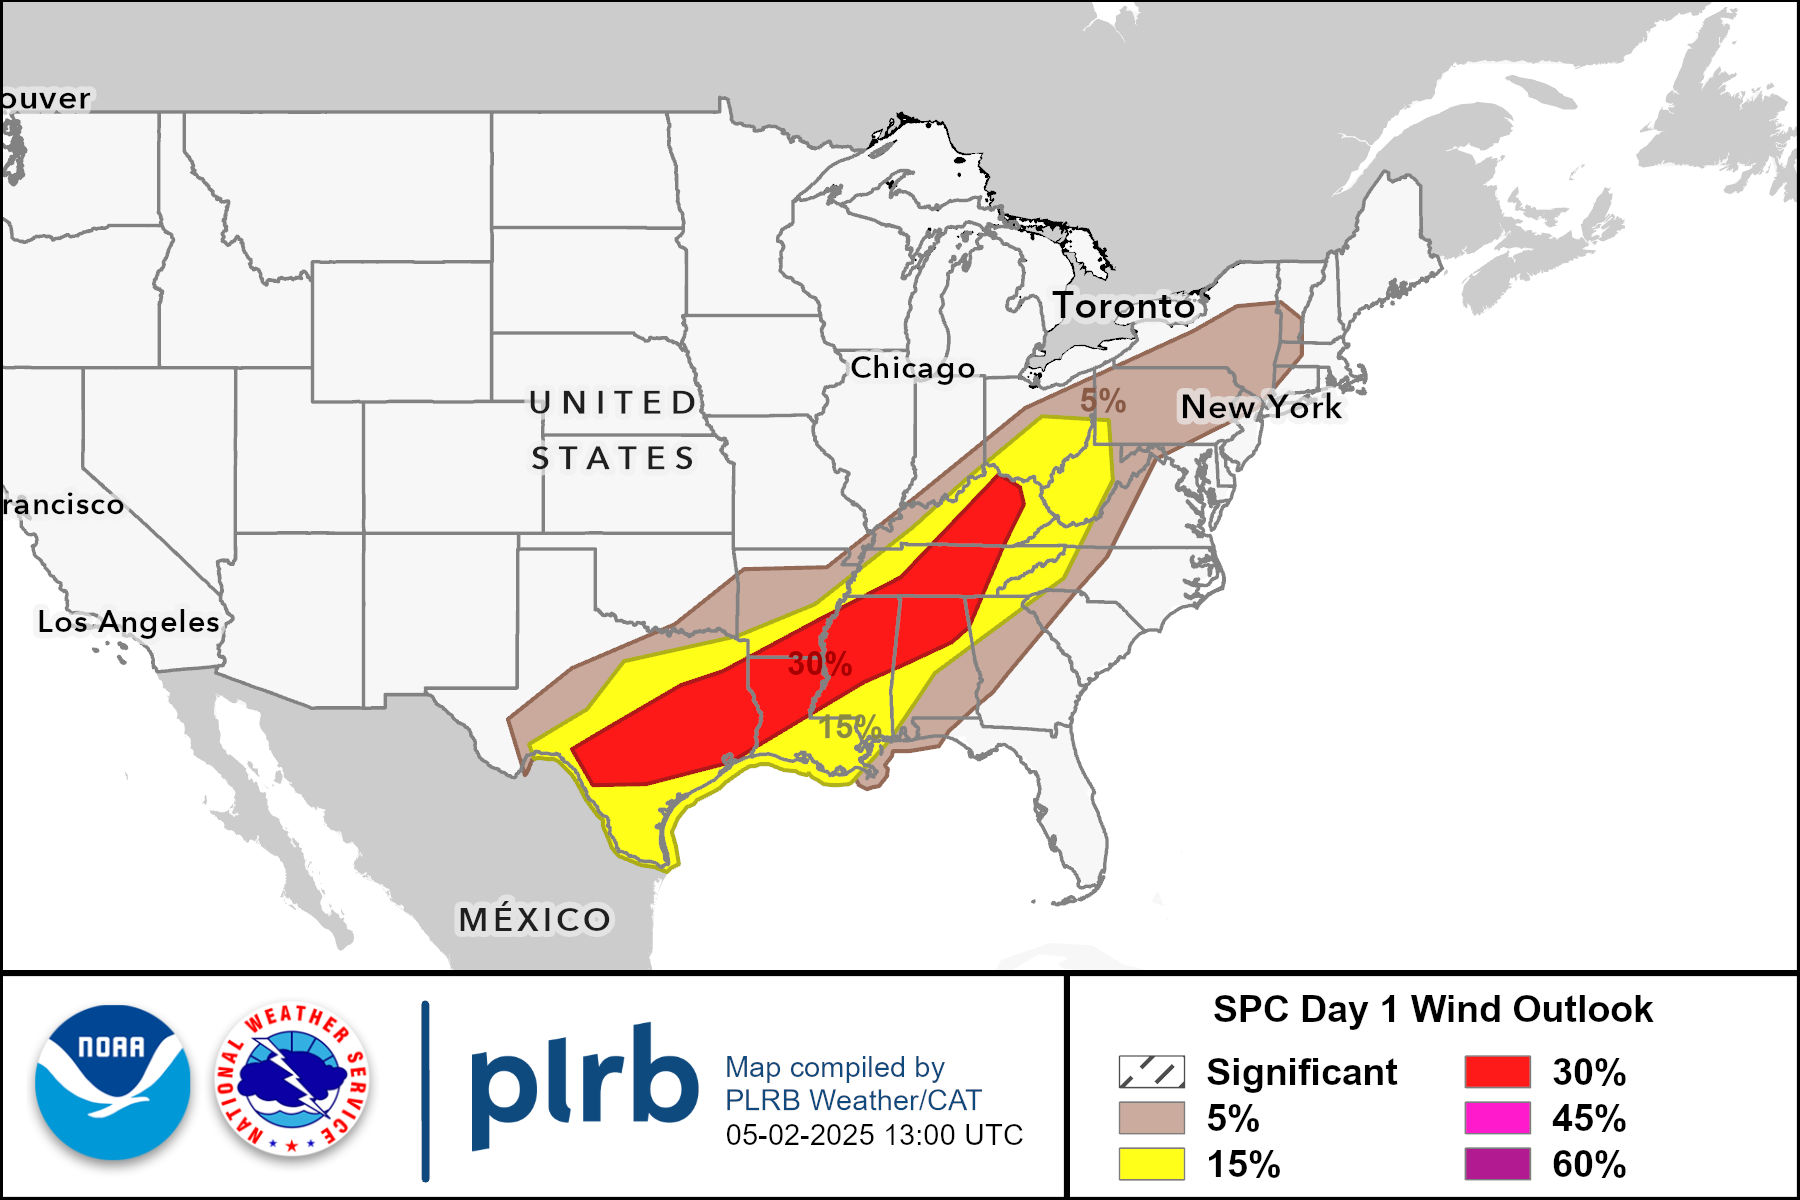 ouver
Toronto
Chicago
UNITED
STATES
5%
New York
rancisco
Los Angeles
30%
15%
MÉXICO
NOAA
NATIONAL WEATHER SERVICE
plrb
Map compiled by
PLRB Weather/CAT
05-02-2025 13:00 UTC
SPC Day 1 Wind Outlook
Significant
5%
15%
30%
45%
60%